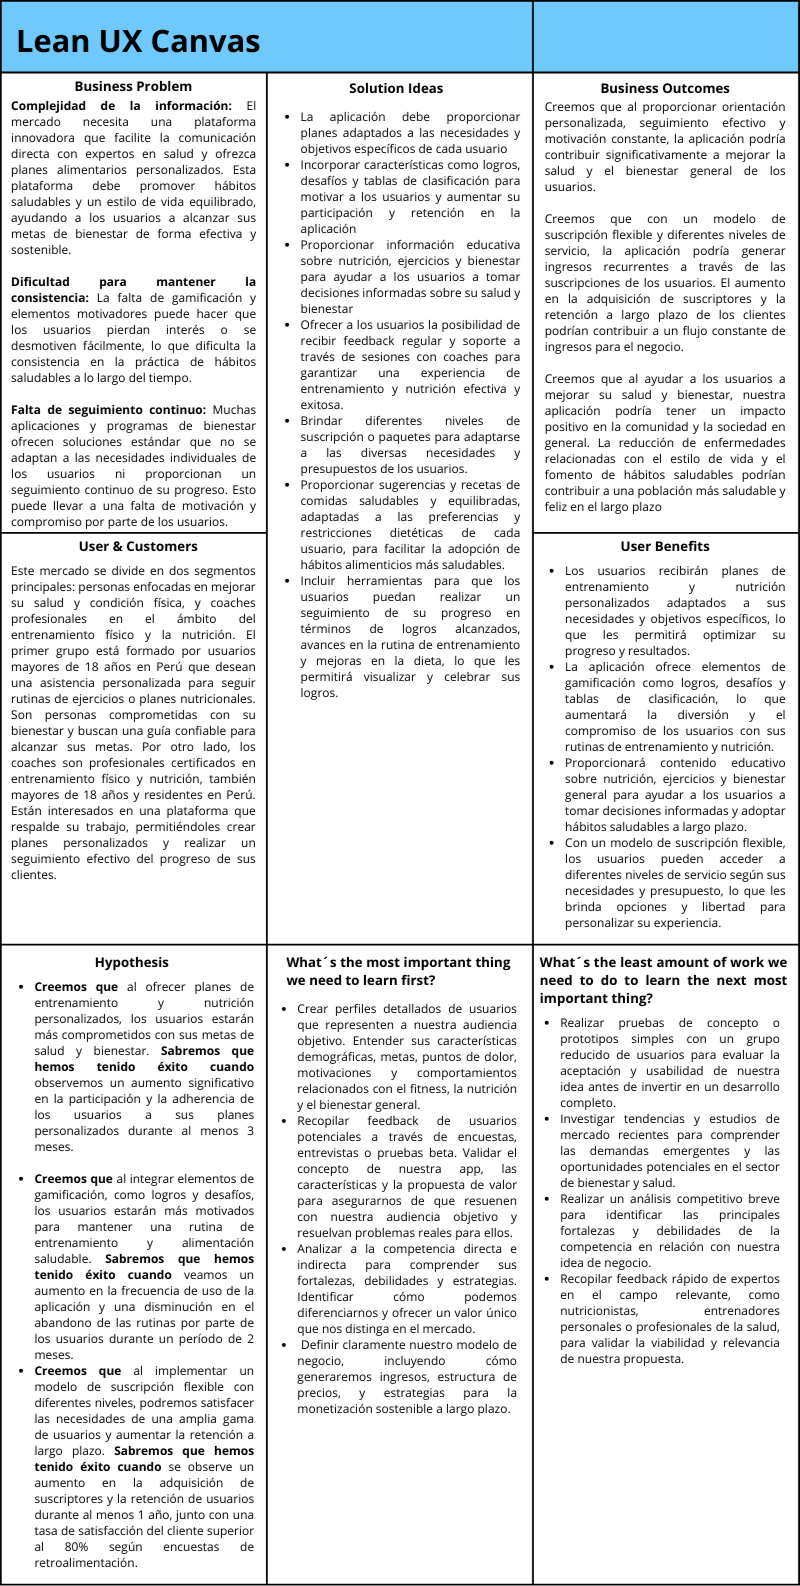 Lean UX Canvas
Business Problem
Complejidad de la información: El
mercado necesita una plataforma
innovadora que facilite la comunicación
directa con expertos en salud y ofrezca
planes alimentarios personalizados. Esta
plataforma debe promover hábitos
saludables y un estilo de vida equilibrado,
ayudando a los usuarios a alcanzar sus
metas de bienestar de forma efectiva y
sostenible.
Dificultad para mantener la
consistencia: La falta de gamificación y
elementos motivadores puede hacer que
los usuarios pierdan interés o se
desmotiven fácilmente, lo que dificulta la
consistencia en la práctica de hábitos
saludables a lo largo del tiempo.
Falta de seguimiento continuo: Muchas
aplicaciones y programas de bienestar
ofrecen soluciones estándar que no se
adaptan a las necesidades individuales de
los usuarios ni proporcionan un
seguimiento continuo de su progreso. Esto
puede llevar a una falta de motivación y
compromiso por parte de los usuarios.
Solution Ideas
• La aplicación debe proporcionar
planes adaptados a las necesidades y
objetivos específicos de cada usuario
• Incorporar características como logros,
desafíos y tablas de clasificación para
motivar a los usuarios y aumentar su
participación y retención en la
aplicación
• Proporcionar información educativa
sobre nutrición, ejercicios y bienestar
para ayudar a los usuarios a tomar
decisiones informadas sobre su salud y
bienestar
• Ofrecer a los usuarios la posibilidad de
recibir feedback regular y soporte a
través de sesiones con coaches para
garantizar una experiencia de
entrenamiento y nutrición efectiva y
exitosa.
• Brindar diferentes niveles de
suscripción o paquetes para adaptarse
a las diversas necesidades y
presupuestos de los usuarios.
• Proporcionar sugerencias y recetas de
comidas saludables y equilibradas,
adaptadas a las preferencias y
restricciones dietéticas de cada
usuario, para facilitar la adopción de
hábitos alimenticios más saludables.
• Incluir herramientas para que los
usuarios puedan realizar un
seguimiento de su progreso en
términos de logros alcanzados,
avances en la rutina de entrenamiento
y mejoras en la dieta, lo que les
permitirá visualizar y celebrar sus
logros.
Business Outcomes
Creemos que al proporcionar orientación
personalizada, seguimiento efectivo y
motivación constante, la aplicación podría
contribuir significativamente a mejorar la
salud y el bienestar general de los
usuarios.
Creemos que con un modelo de
suscripción flexible y diferentes niveles de
servicio, la aplicación podría generar
ingresos recurrentes a través de las
suscripciones de los usuarios. El aumento
en la adquisición de suscriptores y la
retención a largo plazo de los clientes
podrían contribuir a un flujo constante de
ingresos para el negocio.
Creemos que al ayudar a los usuarios a
mejorar su salud y bienestar, nuestra
aplicación podría tener un impacto
positivo en la comunidad y la sociedad en
general. La reducción de enfermedades
relacionadas con el estilo de vida y el
fomento de hábitos saludables podrían
contribuir a una población más saludable y
feliz en el largo plazo
User & Customers
Este mercado se divide en dos segmentos
principales: personas enfocadas en mejorar
su salud y condición física, y coaches
profesionales en el ámbito del
entrenamiento físico y la nutrición. El
primer grupo está formado por usuarios
mayores de 18 años en Perú que desean
una asistencia personalizada para seguir
rutinas de ejercicios o planes nutricionales.
Son personas comprometidas con su
bienestar y buscan una guía confiable para
alcanzar sus metas. Por otro lado, los
coaches son profesionales certificados en
entrenamiento físico y nutrición, también
mayores de 18 años y residentes en Perú.
Están interesados en una plataforma que
respalde su trabajo, permitiéndoles crear
planes personalizados y realizar un
seguimiento efectivo del progreso de sus
clientes.
User Benefits
• Los usuarios recibirán planes de
entrenamiento y nutrición
personalizados adaptados a sus
necesidades y objetivos específicos, lo
que les permitirá optimizar su
progreso y resultados.
• La aplicación ofrece elementos de
gamificación como logros, desafíos y
tablas de clasificación, lo que
aumentará la diversión y el
compromiso de los usuarios con sus
rutinas de entrenamiento y nutrición.
• Proporcionará contenido educativo
sobre nutrición, ejercicios y bienestar
general para ayudar a los usuarios a
tomar decisiones informadas y adoptar
hábitos saludables a largo plazo.
• Con un modelo de suscripción flexible,
los usuarios pueden acceder a
diferentes niveles de servicio según sus
necesidades y presupuesto, lo que les
brinda opciones y libertad para
personalizar su experiencia.
Hypothesis
• Creemos que al ofrecer planes de
entrenamiento y nutrición
personalizados, los usuarios estarán
más comprometidos con sus metas de
salud y bienestar. Sabremos que
hemos tenido éxito cuando
observemos un aumento significativo
en la participación y la adherencia de
los usuarios a sus planes
personalizados durante al menos 3
meses.
• Creemos que al integrar elementos de
gamificación, como logros y desafíos,
los usuarios estarán más motivados
para mantener una rutina de
entrenamiento y alimentación
saludable. Sabremos que hemos
tenido éxito cuando veamos un
aumento en la frecuencia de uso de la
aplicación y una disminución en el
abandono de las rutinas por parte de
los usuarios durante un período de 2
meses.
• Creemos que al implementar un
modelo de suscripción flexible con
diferentes niveles, podremos satisfacer
las necesidades de una amplia gama
de usuarios y aumentar la retención a
largo plazo. Sabremos que hemos
tenido éxito cuando se observe un
aumento en la adquisición de
suscriptores y la retención de usuarios
durante al menos 1 año, junto con una
tasa de satisfacción del cliente superior
al 80% según encuestas de
retroalimentación.
What´s the most important thing
we need to learn first?
• Crear perfiles detallados de usuarios
que representen a nuestra audiencia
objetivo. Entender sus características
demográficas, metas, puntos de dolor,
motivaciones y comportamientos
relacionados con el fitness, la nutrición
y el bienestar general.
• Recopilar feedback de usuarios
potenciales a través de encuestas,
entrevistas o pruebas beta. Validar el
concepto de nuestra app, las
características y la propuesta de valor
para asegurarnos de que resuenen
con nuestra audiencia objetivo y
resuelvan problemas reales para ellos.
• Analizar a la competencia directa e
indirecta para comprender sus
fortalezas, debilidades y estrategias.
Identificar cómo podemos
diferenciarnos y ofrecer un valor único
que nos distinga en el mercado.
• Definir claramente nuestro modelo de
negocio, incluyendo cómo
generaremos ingresos, estructura de
precios, y estrategias para la
monetización sostenible a largo plazo.
What´s the least amount of work we
need to do to learn the next most
important thing?
• Realizar pruebas de concepto o
prototipos simples con un grupo
reducido de usuarios para evaluar la
aceptación y usabilidad de nuestra
idea antes de invertir en un desarrollo
completo.
• Investigar tendencias y estudios de
mercado recientes para comprender
las demandas emergentes y las
oportunidades potenciales en el sector
de bienestar y salud.
• Realizar un análisis competitivo breve
para identificar las principales
fortalezas y debilidades de la
competencia en relación con nuestra
idea de negocio.
• Recopilar feedback rápido de expertos
en el campo relevante, como
nutricionistas, entrenadores
personales o profesionales de la salud,
para validar la viabilidad y relevancia
de nuestra propuesta.